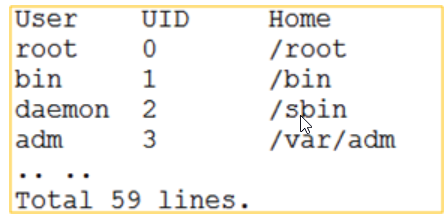 User UID Home
root 0 /root
bin 1 /bin
daemon 2 /sbin
adm 3 /var/adm
.. ..
Total 59 lines.